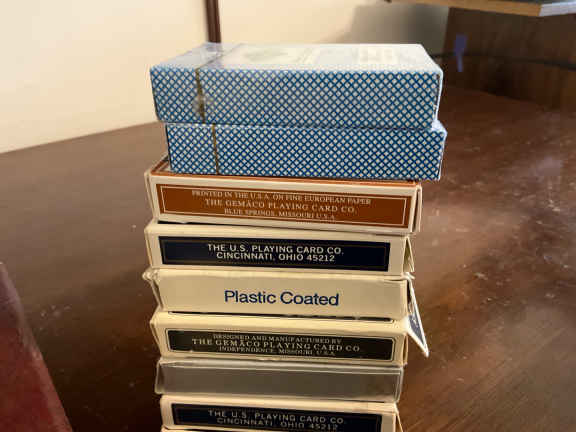 PRINTED IN THE U.S.A. ON FINE EUROPEAN PAPER
THE GEMÂCO PLAYING CARD CO.
BLUE SPRINGS, MISSOURI U.S.A.
THE U.S. PLAYING CARD CO.
CINCINNATI, OHIO 45212
Plastic Coated
DESIGNED AND MANUFACTURED BY
THE GEMÂCO PLAYING CARD CO.
INDEPENDENCE, MISSOURI, U.S.A.
THE U.S. PLAYING CARD CO.
CINCINNATI, OHIO 45212